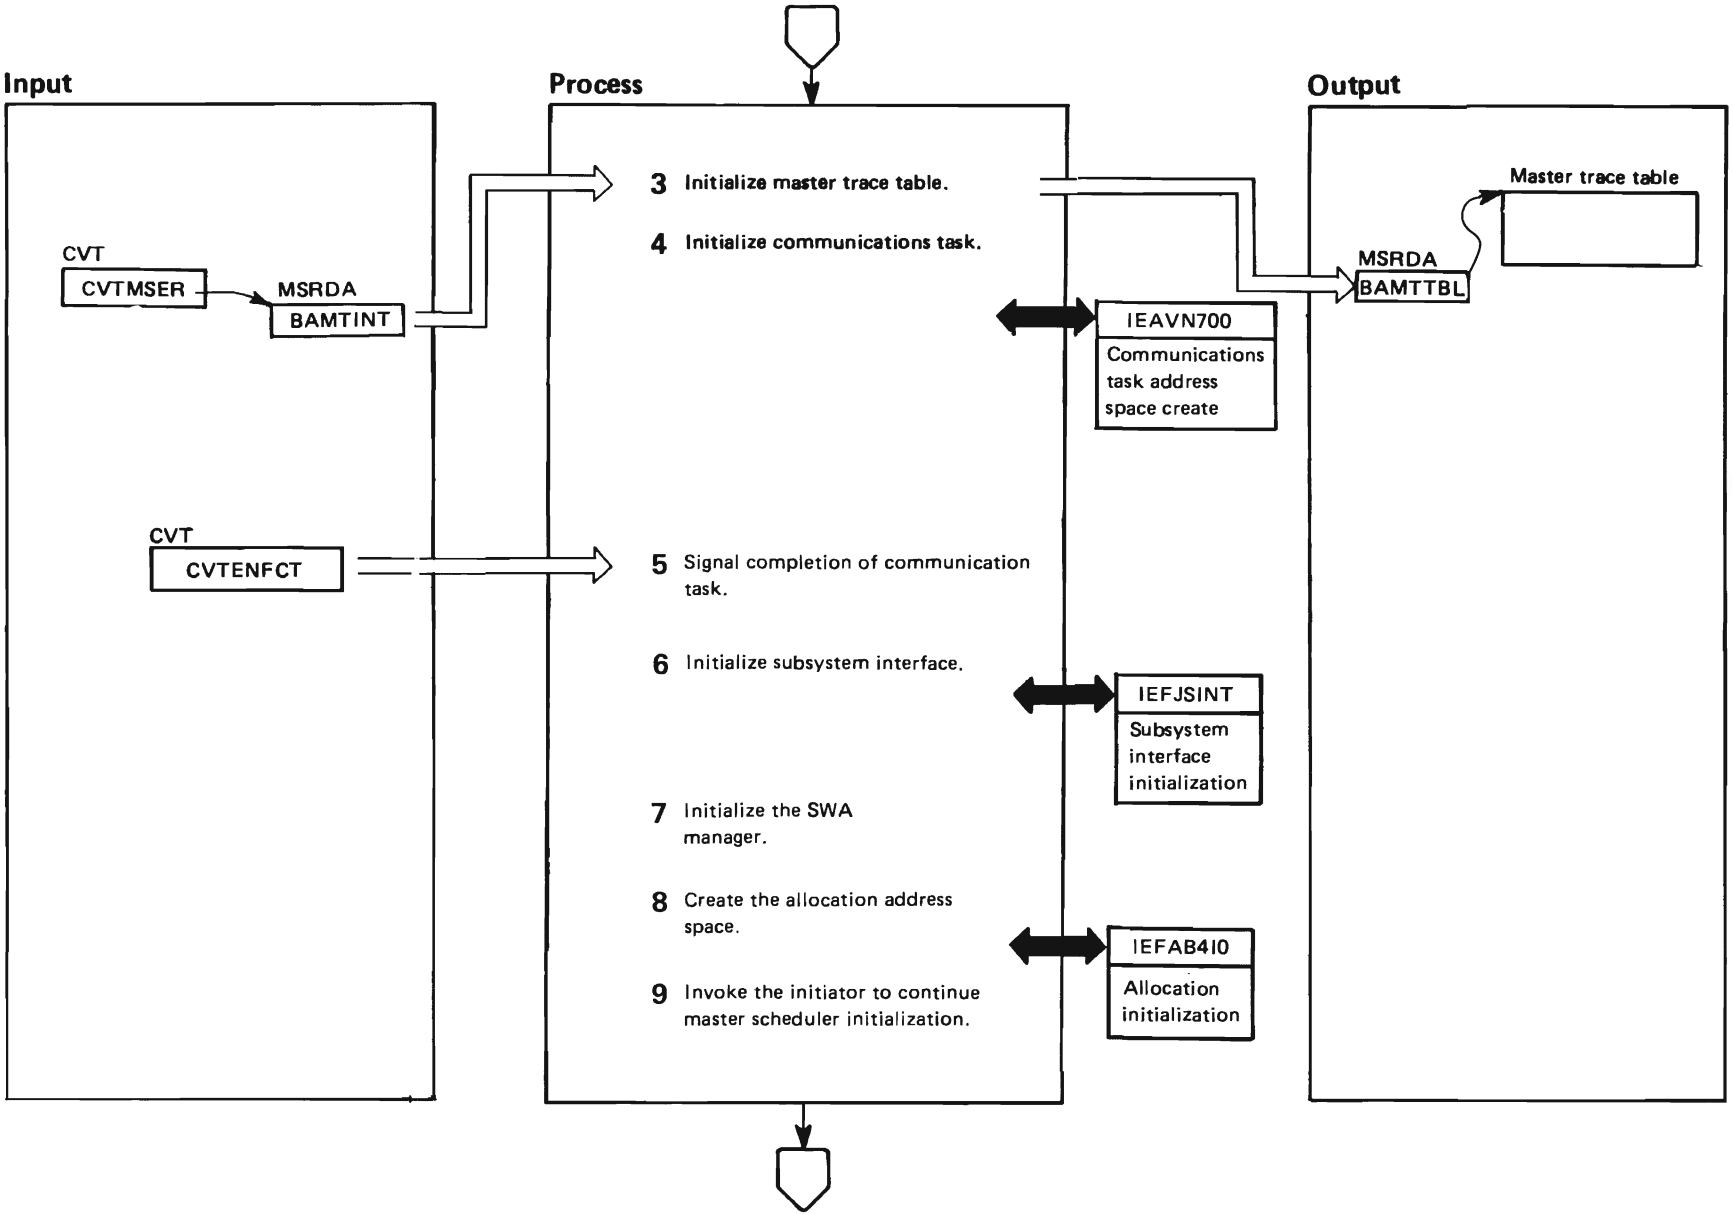 Input
Process
Output
3 Initialize master trace table.
Master trace table
4 Initialize communications task.
CVT
CVTMSER
MSRDA
BAMTINT
MSRDA
BAMTTBL
IEAVN700
Communications
task address
space create
CVT
CVTENFCT
5 Signal completion of communication
task.
6 Initialize subsystem interface.
IEFJSINT
Subsystem
interface
initialization
7 Initialize the SWA
manager.
8 Create the allocation address
space.
IEFAB4I0
Allocation
initialization
9 Invoke the initiator to continue
master scheduler initialization.